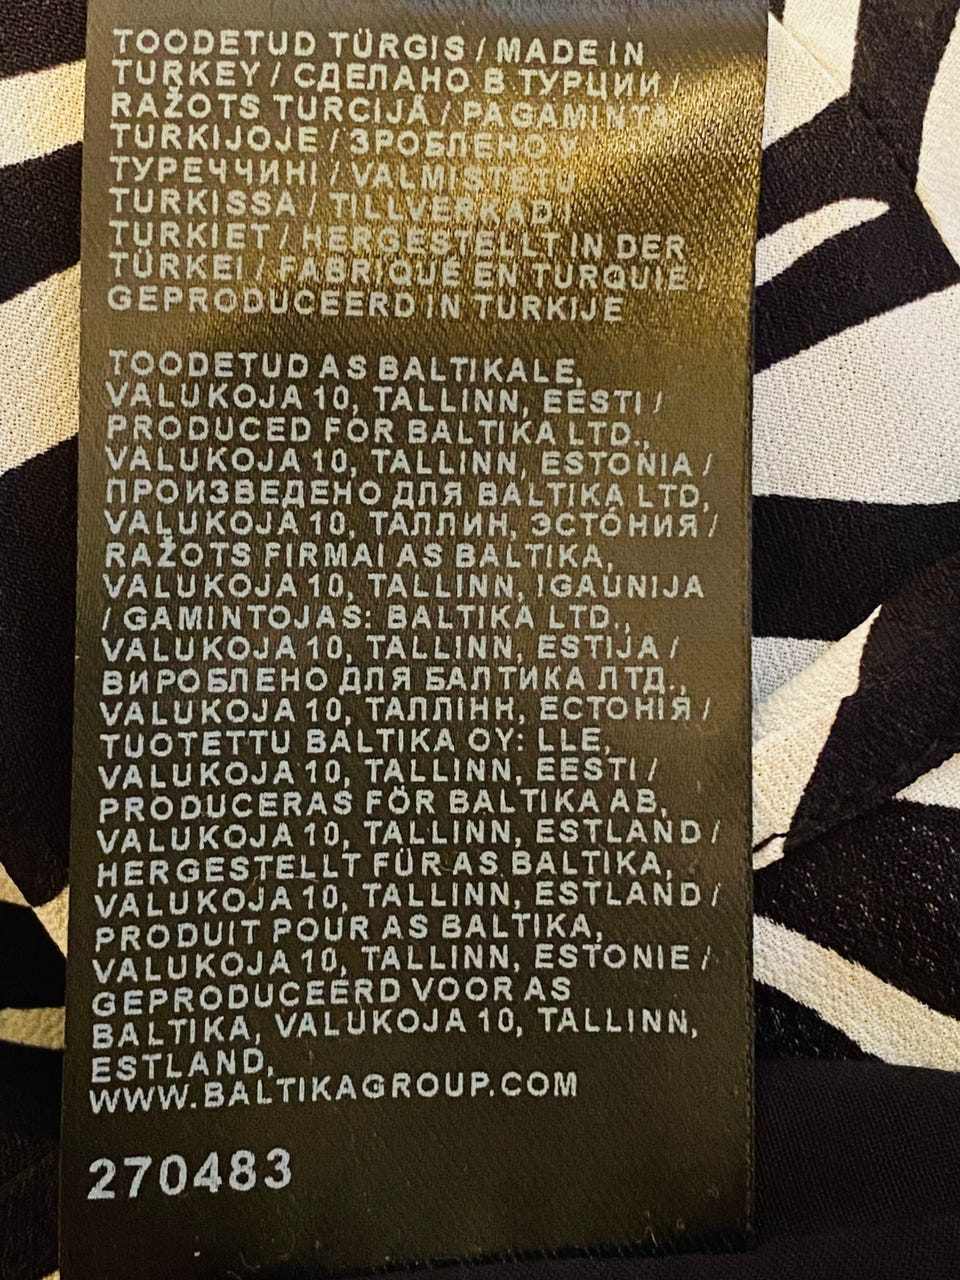 TOODETUD TÜRGIS / MADE IN
TURKEY / СДЕЛАНО В ТУРЦИИ /
RAŽOTS TURCIJĀ / PAGAMINTA
TURKIJOJE / ЗРОБЛЕНО У
ТУРЕЧЧИНІ / VALMISTETU
TURKISSA / TILLVERKAD I
TURKIET / HERGESTELLT IN DER
TÜRKEI / FABRIQUÉ EN TURQUIE /
GEPRODUCEERD IN TURKIJE
TOODETUD AS BALTIKALE,
VALUKOJA 10, TALLINN, EESTI /
PRODUCED FOR BALTIKA LTD.,
VALUKOJA 10, TALLINN, ESTONIA /
ПРОИЗВЕДЕНО ДЛЯ BALTIKA LTD,
VALUKOJA 10, ТАЛЛИН, ЭСТОНИЯ /
RAŽOTS FIRMAI AS BALTIKA,
VALUKOJA 10, TALLINN, IGAUNIJA
/ GAMINTOJAS: BALTIKA LTD.,
VALUKOJA 10, TALLINN, ESTIJA /
ВИРОБЛЕНО ДЛЯ БАЛТИКА ЛТД.,
VALUKOJA 10, ТАЛЛІНН, ЕСТОНІЯ /
TUOTETTU BALTIKA OY: LLE,
VALUKOJA 10, TALLINN, EESTI /
PRODUCERAS FÖR BALTIKA AB,
VALUKOJA 10, TALLINN, ESTLAND /
HERGESTELLT FÜR AS BALTIKA,
VALUKOJA 10, TALLINN, ESTLAND /
PRODUIT POUR AS BALTIKA,
VALUKOJA 10, TALLINN, ESTONIE /
GEPRODUCEERD VOOR AS
BALTIKA, VALUKOJA 10, TALLINN,
ESTLAND,
WWW.BALTIKAGROUP.COM
270483